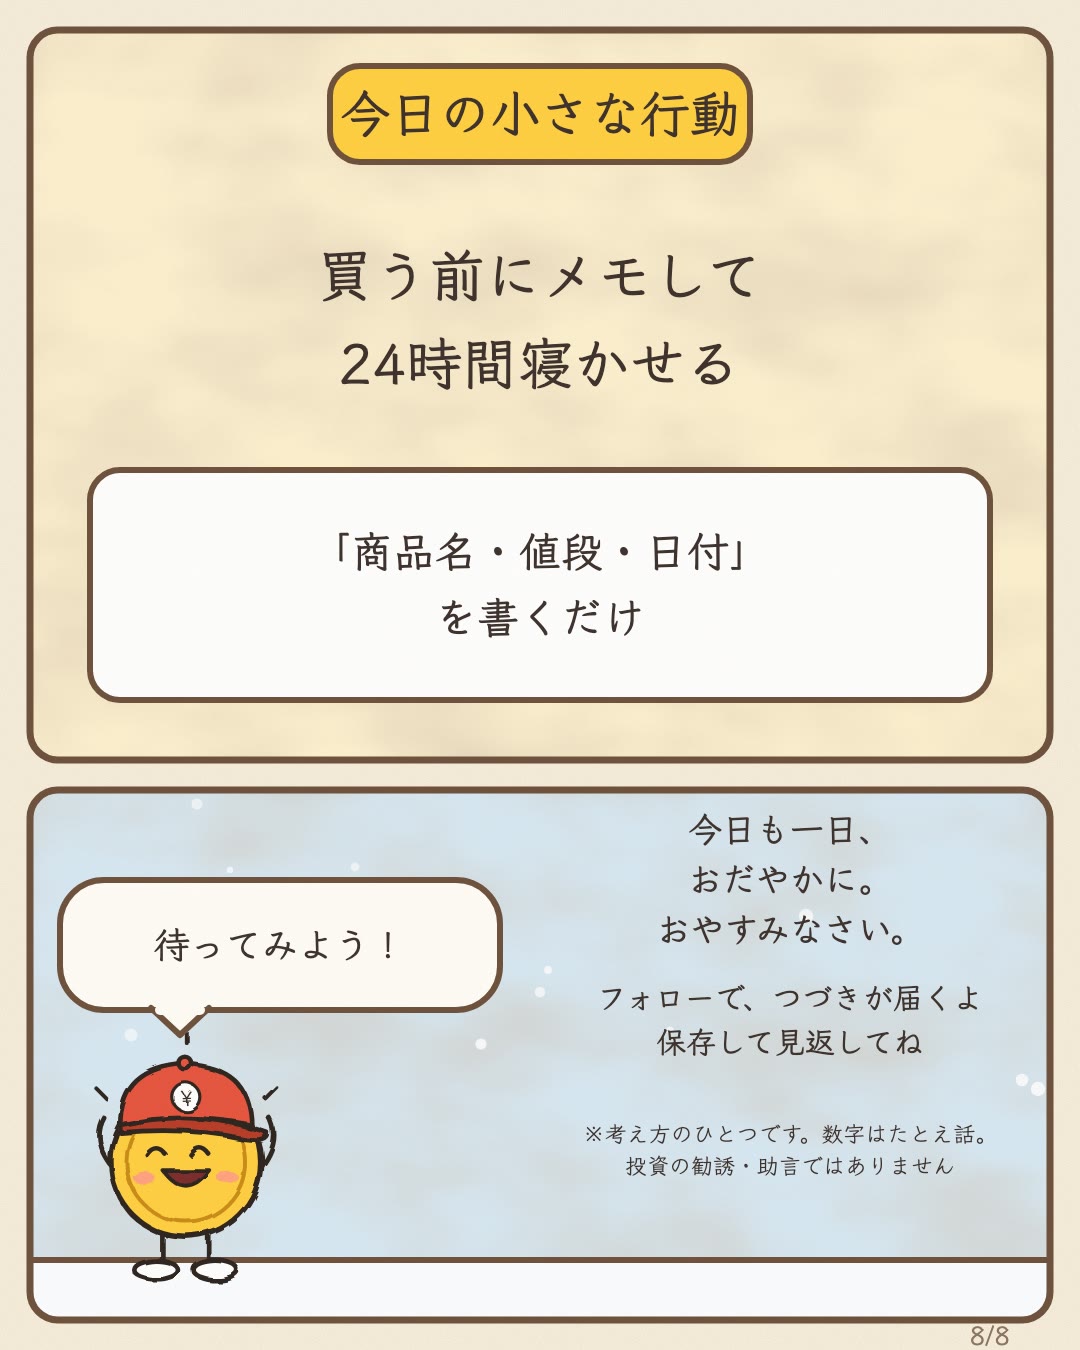 今日の小さな行動
買う前にメモして
24時間寝かせる
「商品名・値段・日付」
を書くだけ
今日も一日、
おだやかに。
おやすみなさい。
待ってみよう！
フォローで、つづきが届くよ
保存して見返してね
¥
※考え方のひとつです。数字はたとえ話。
投資の勧誘・助言ではありません
8/8